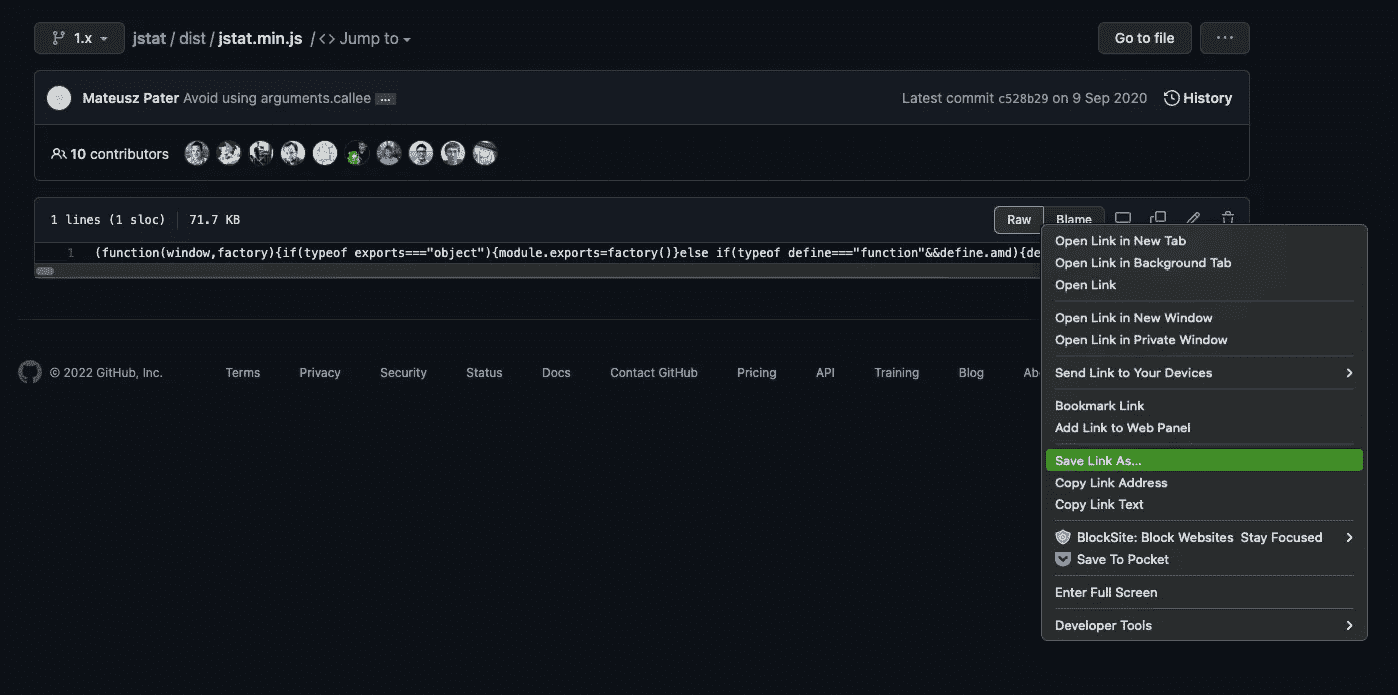 1.x jstat / dist / jstat.min.js / <> Jump to Go to file ...
Mateusz Pater Avoid using arguments.callee ... Latest commit c528b29 on 9 Sep 2020 History
10 contributors
1 lines (1 sloc) 71.7 KB Raw Blame
1 (function(window,factory){if(typeof exports==="object"){module.exports=factory()}else if(typeof define==="function"&&define.amd){de
Open Link in New Tab
Open Link in Background Tab
Open Link
Open Link in New Window
Open Link in Private Window
Send Link to Your Devices
Bookmark Link
Add Link to Web Panel
Save Link As...
Copy Link Address
Copy Link Text
BlockSite: Block Websites Stay Focused
Save To Pocket
Enter Full Screen
Developer Tools
© 2022 GitHub, Inc. Terms Privacy Security Status Docs Contact GitHub Pricing API Training Blog Ab